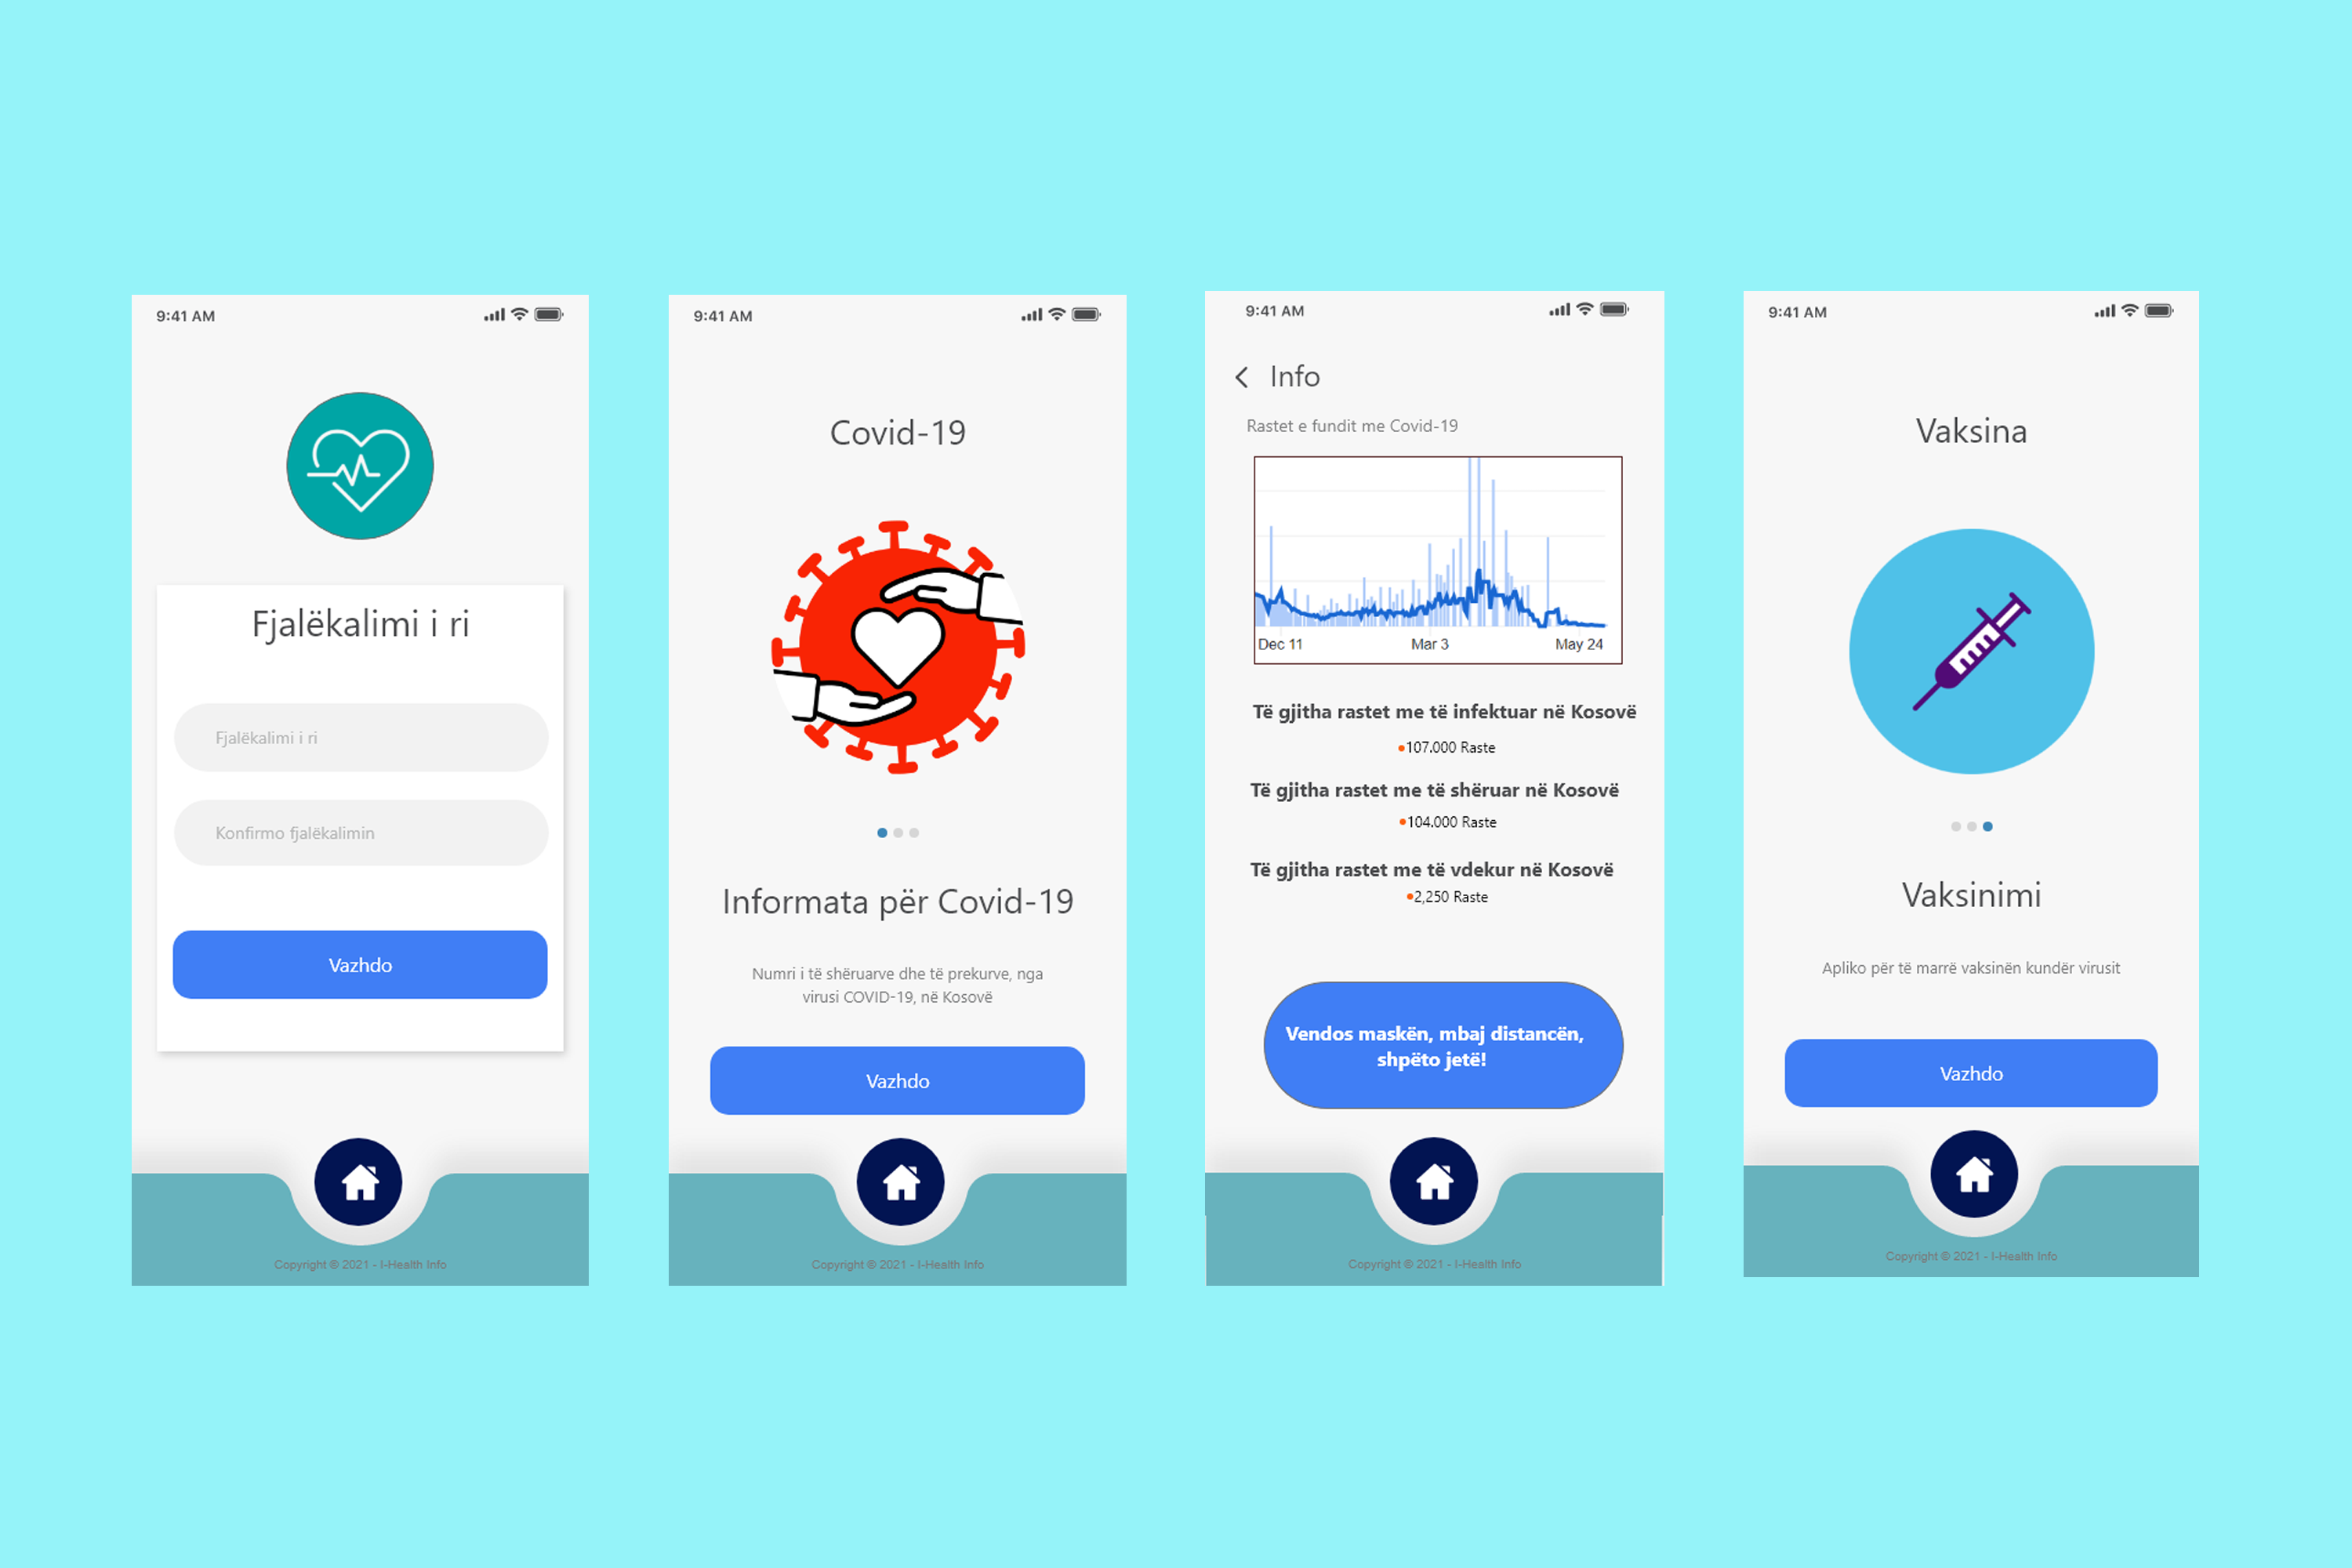 9:41 AM
Fjalëkalimi i ri
Fjalëkalimi i ri
Konfirmo fjalëkalimin
Vazhdo
Copyright © 2021 - I-Health Info
9:41 AM
Covid-19
Informata për Covid-19
Numri i të shëruarve dhe të prekurve, nga
virusi COVID-19, në Kosovë
Vazhdo
Copyright © 2021 - I-Health Info
9:41 AM
Info
Rastet e fundit me Covid-19
Dec 11 Mar 3 May 24
Të gjitha rastet me të infektuar në Kosovë
•107.000 Raste
Të gjitha rastet me të shëruar në Kosovë
•104.000 Raste
Të gjitha rastet me të vdekur në Kosovë
•2,250 Raste
Vendos maskën, mbaj distancën,
shpëto jetë!
Copyright © 2021 - I-Health Info
9:41 AM
Vaksina
Vaksinimi
Apliko për të marrë vaksinën kundër virusit
Vazhdo
Copyright © 2021 - I-Health Info